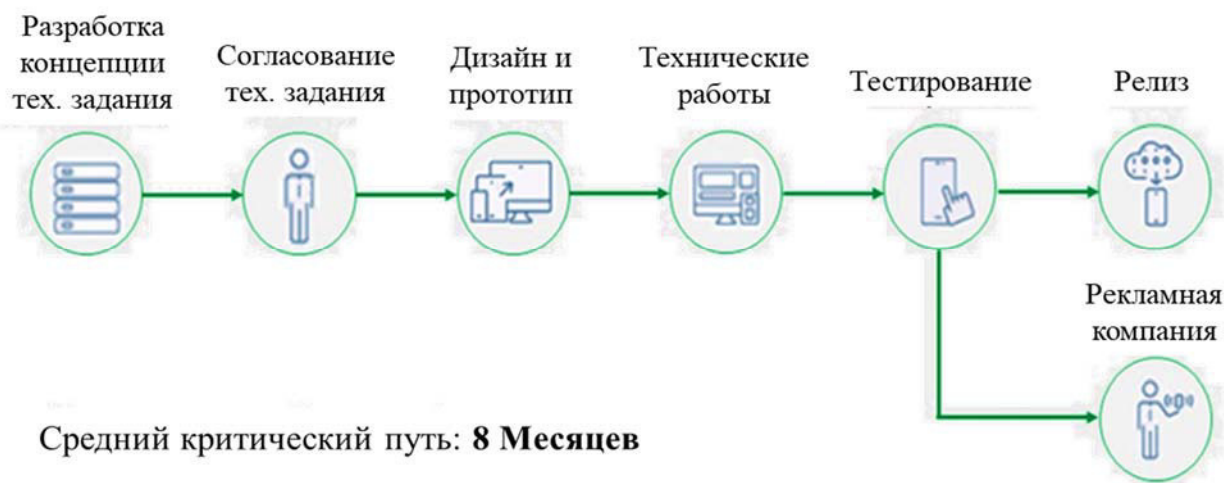 Разработка
концепции
тех. задания
Согласование
тех. задания
Дизайн и
прототип
Технические
работы
Тестирование
Релиз
Рекламная
компания
Средний критический путь: 8 Месяцев